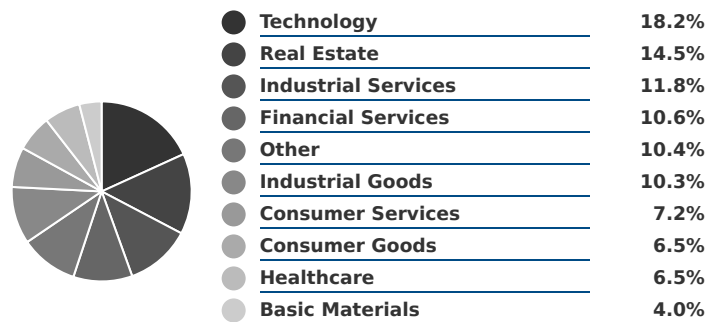 Technology 18.2%
Real Estate 14.5%
Industrial Services 11.8%
Financial Services 10.6%
Other 10.4%
Industrial Goods 10.3%
Consumer Services 7.2%
Consumer Goods 6.5%
Healthcare 6.5%
Basic Materials 4.0%